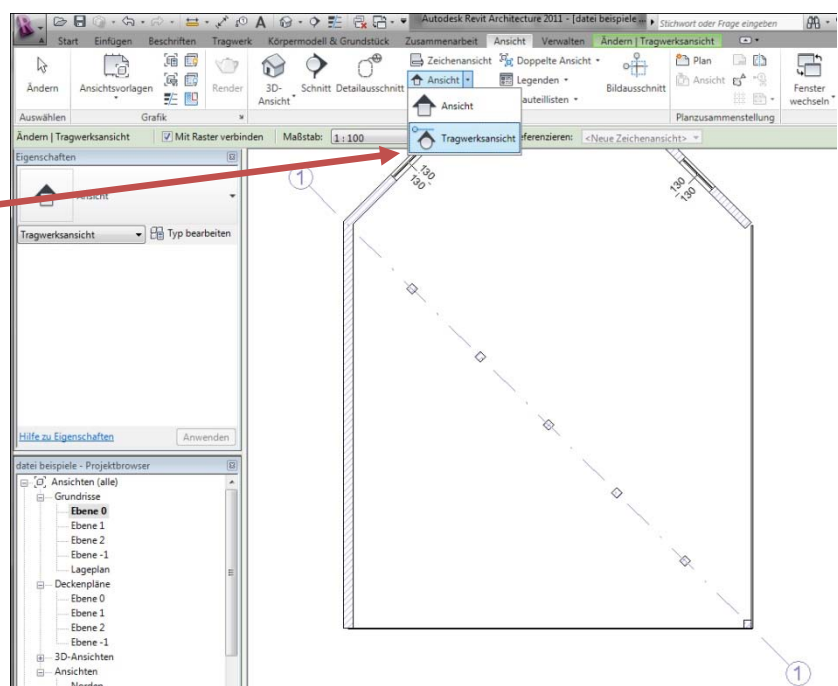 Autodesk Revit Architecture 2011 - [datei beispiele ...
Stichwort oder Frage eingeben
Start Einfügen Beschriften Tragwerk Körpermodell & Grundstück Zusammenarbeit Ansicht Verwalten Ändern | Tragwerksansicht
Zeichenansicht Doppelte Ansicht Plan
Ansicht Legenden Ansicht
Ändern Ansichtsvorlagen Render 3D-Ansicht Schnitt Detailausschnitt Bildausschnitt Fenster wechseln
Ansicht
Auswählen Grafik Planzusammenstellung
Tragwerksansicht
Ändern | Tragwerksansicht Mit Raster verbinden Maßstab: 1 : 100 <Neue Zeichenansicht>
Eigenschaften
Ansicht
Tragwerksansicht Typ bearbeiten
Hilfe zu Eigenschaften Anwenden
datei beispiele - Projektbrowser
Ansichten (alle)
Grundrisse
Ebene 0
Ebene 1
Ebene 2
Ebene -1
Lageplan
Deckenpläne
Ebene 0
Ebene 1
Ebene 2
Ebene -1
3D-Ansichten
Ansichten
Norden
1
130
130
130
130
1